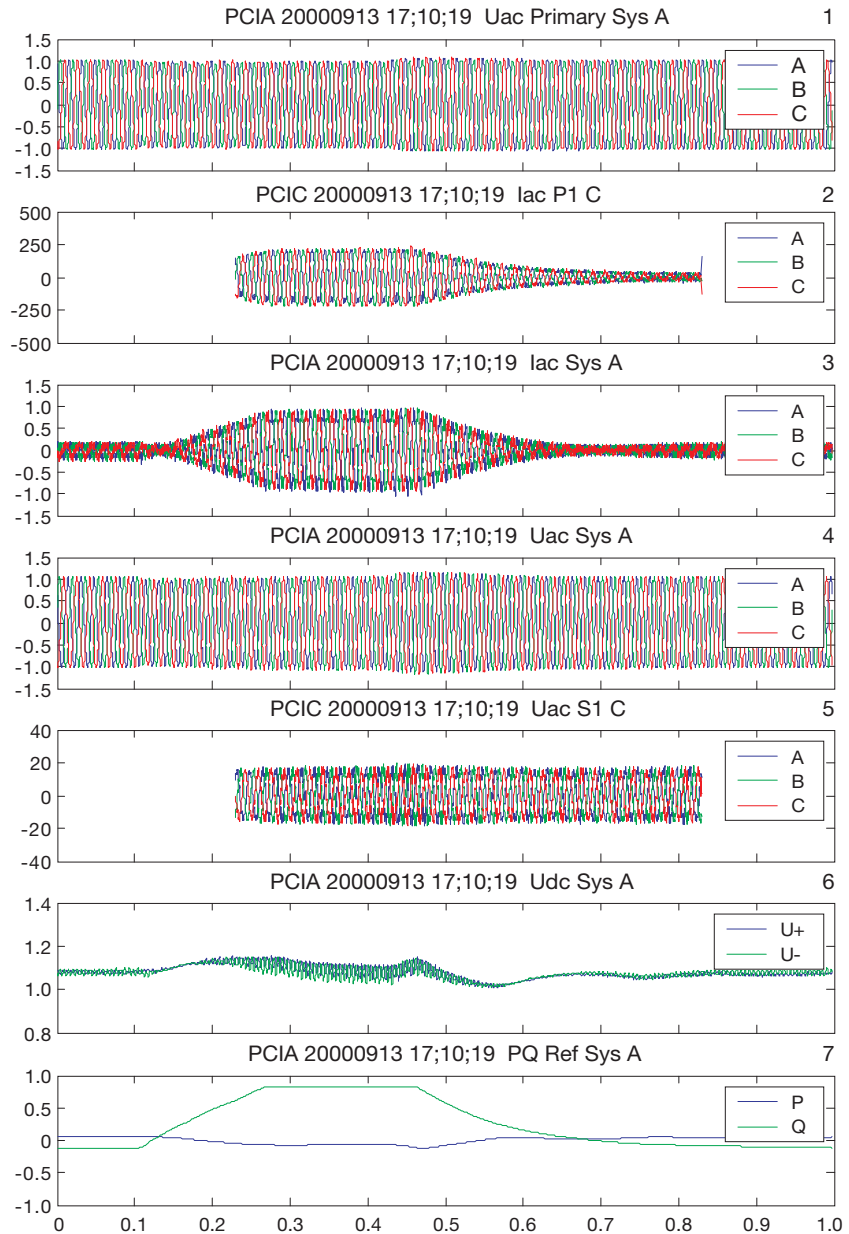 PCIA 20000913 17;10;19 Uac Primary Sys A 1
1.5
1.0
0.5
0
-0.5
-1.0
-1.5
A
B
C
PCIC 20000913 17;10;19 Iac P1 C 2
500
250
0
-250
-500
A
B
C
PCIA 20000913 17;10;19 Iac Sys A 3
1.5
1.0
0.5
0
-0.5
-1.0
-1.5
A
B
C
PCIA 20000913 17;10;19 Uac Sys A 4
1.5
1.0
0.5
0
-0.5
-1.0
-1.5
A
B
C
PCIC 20000913 17;10;19 Uac S1 C 5
40
20
0
-20
-40
A
B
C
PCIA 20000913 17;10;19 Udc Sys A 6
1.4
1.2
1.0
0.8
U+
U-
PCIA 20000913 17;10;19 PQ Ref Sys A 7
1.0
0.5
0
-0.5
-1.0
P
Q
0 0.1 0.2 0.3 0.4 0.5 0.6 0.7 0.8 0.9 1.0